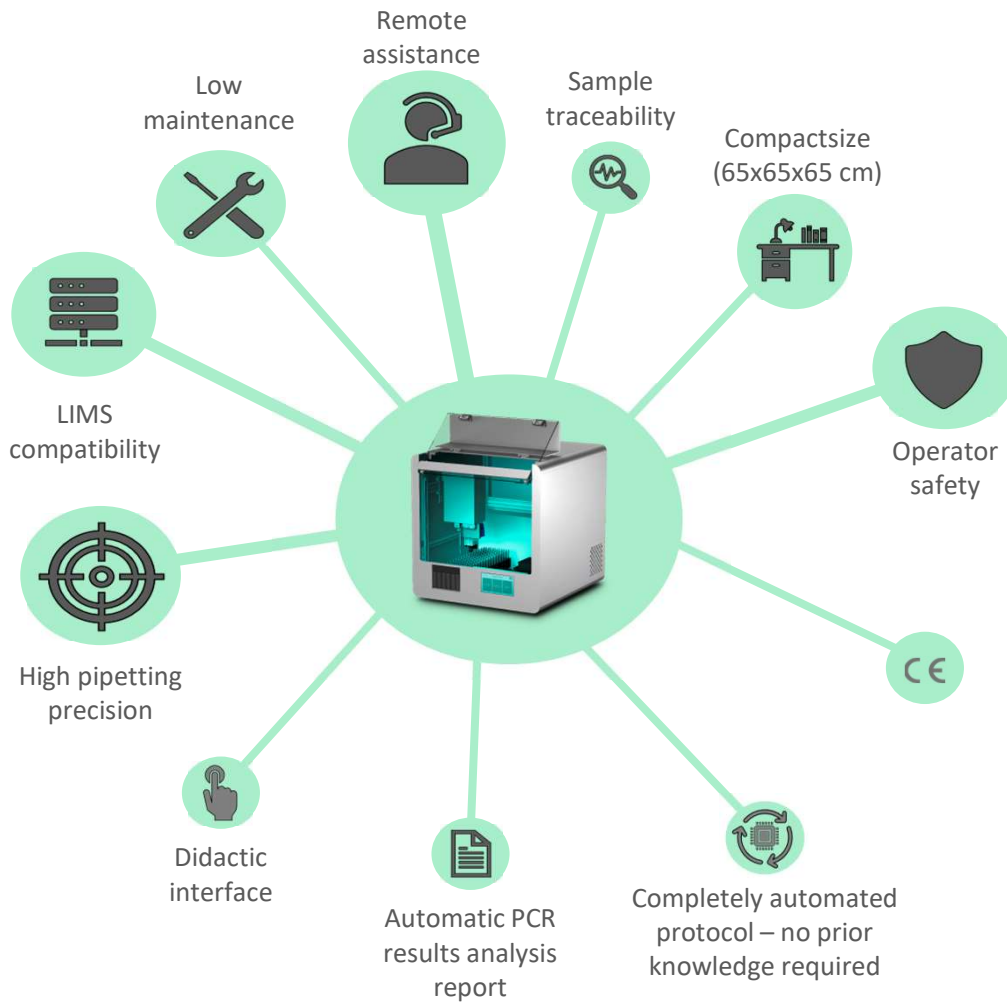 Remote
assistance
Low
maintenance
Sample
traceability
Compactsize
(65x65x65 cm)
LIMS
compatibility
Operator
safety
High pipetting
precision
CE
Didactic
interface
Automatic PCR
results analysis
report
Completely automated
protocol – no prior
knowledge required